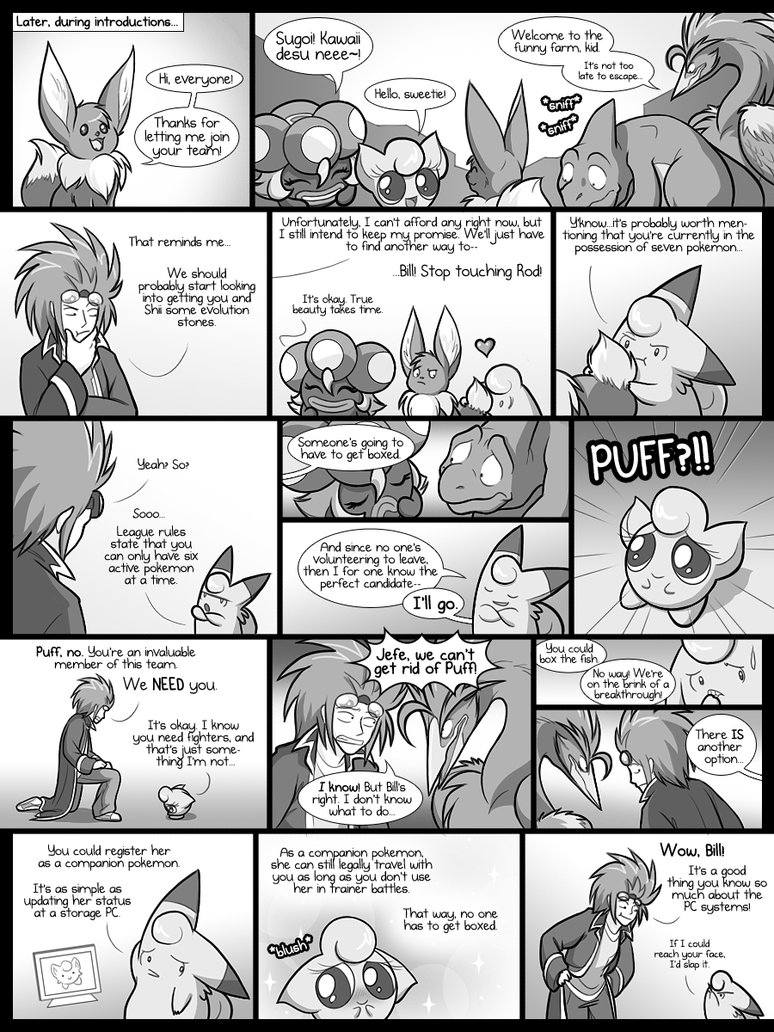 Later, during introductions...
Hi, everyone!
Thanks for
letting me join
your team!
Sugoi! Kawaii
desu neee~!
Hello, sweetie!
Welcome to the
funny farm, kid.
It's not too
late to escape...
*sniff*
*sniff*
That reminds me...
We should
probably start looking
into getting you and
Shii some evolution
stones.
Unfortunately, I can't afford any right now, but
I still intend to keep my promise. We'll just have
to find another way to--
...Bill! Stop touching Rod!
It's okay. True
beauty takes time.
Y'know...it's probably worth men-
tioning that you're currently in the
possession of seven pokemon...
Yeah? So?
Sooo...
League rules
state that you
can only have six
active pokemon
at a time.
Someone's going to
have to get boxed.
And since no one's
volunteering to leave,
then I for one know the
perfect candidate--
I'll go.
PUFF?!!
Puff, no. You're an invaluable
member of this team.
We NEED you.
It's okay. I know
you need fighters, and
that's just some-
thing I'm not...
Jefe, we can't
get rid of Puff!
I know! But Bill's
right. I don't know
what to do...
You could
box the fish.
No way! We're
on the brink of a
breakthrough!
There IS
another
option...
You could register her
as a companion pokemon.
It's as simple as
updating her status
at a storage PC.
As a companion pokemon,
she can still legally travel with
you as long as you don't use
her in trainer battles.
That way, no one
has to get boxed.
*blush*
Wow, Bill!
It's a good
thing you know so
much about the
PC systems!
If I could
reach your face,
I'd slap it.